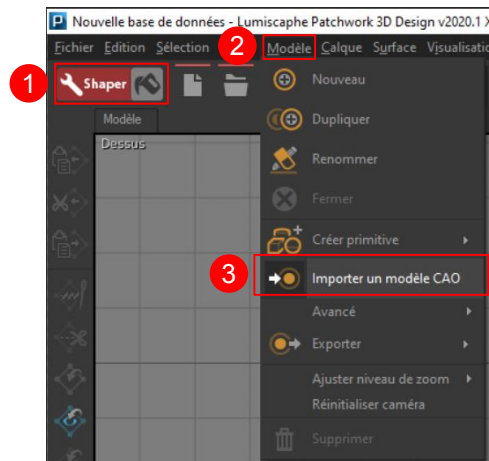 Nouvelle base de données - Lumiscaphe Patchwork 3D Design v2020.1 X
Fichier Edition Sélection 2 Modèle Calque Surface Visualisatio
1 Shaper
Nouveau
Modèle
Dupliquer
Dessus
Renommer
Fermer
Créer primitive
3 Importer un modèle CAO
Avancé
Exporter
Ajuster niveau de zoom
Réinitialiser caméra
Supprimer